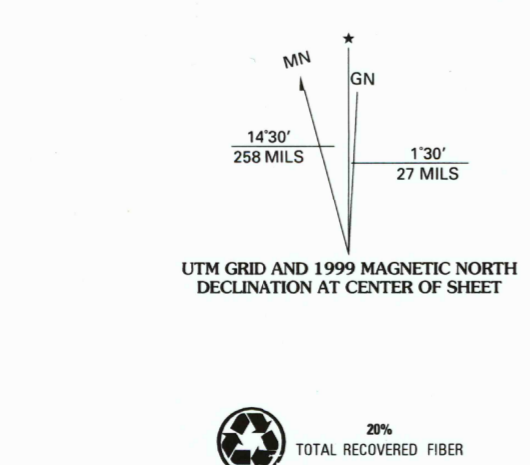 ★
MN
GN
14°30′
258 MILS
1°30′
27 MILS
UTM GRID AND 1999 MAGNETIC NORTH
DECLINATION AT CENTER OF SHEET
20%
TOTAL RECOVERED FIBER